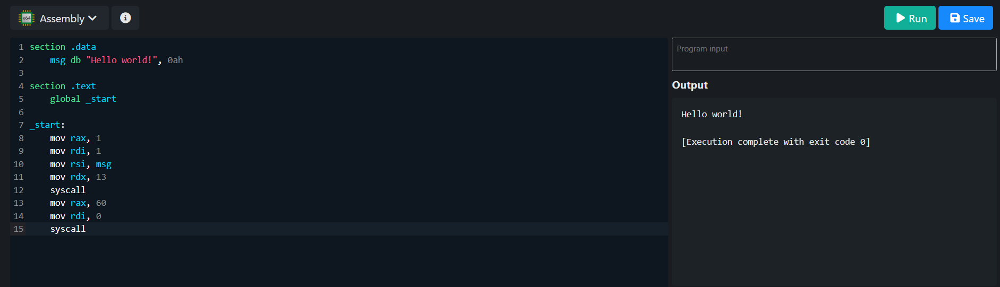 x64 Assembly
Run Save
1 section .data
2     msg db "Hello world!", 0ah
3
4 section .text
5     global _start
6
7 _start:
8     mov rax, 1
9     mov rdi, 1
10     mov rsi, msg
11     mov rdx, 13
12     syscall
13     mov rax, 60
14     mov rdi, 0
15     syscall
Program input
Output
Hello world!
[Execution complete with exit code 0]